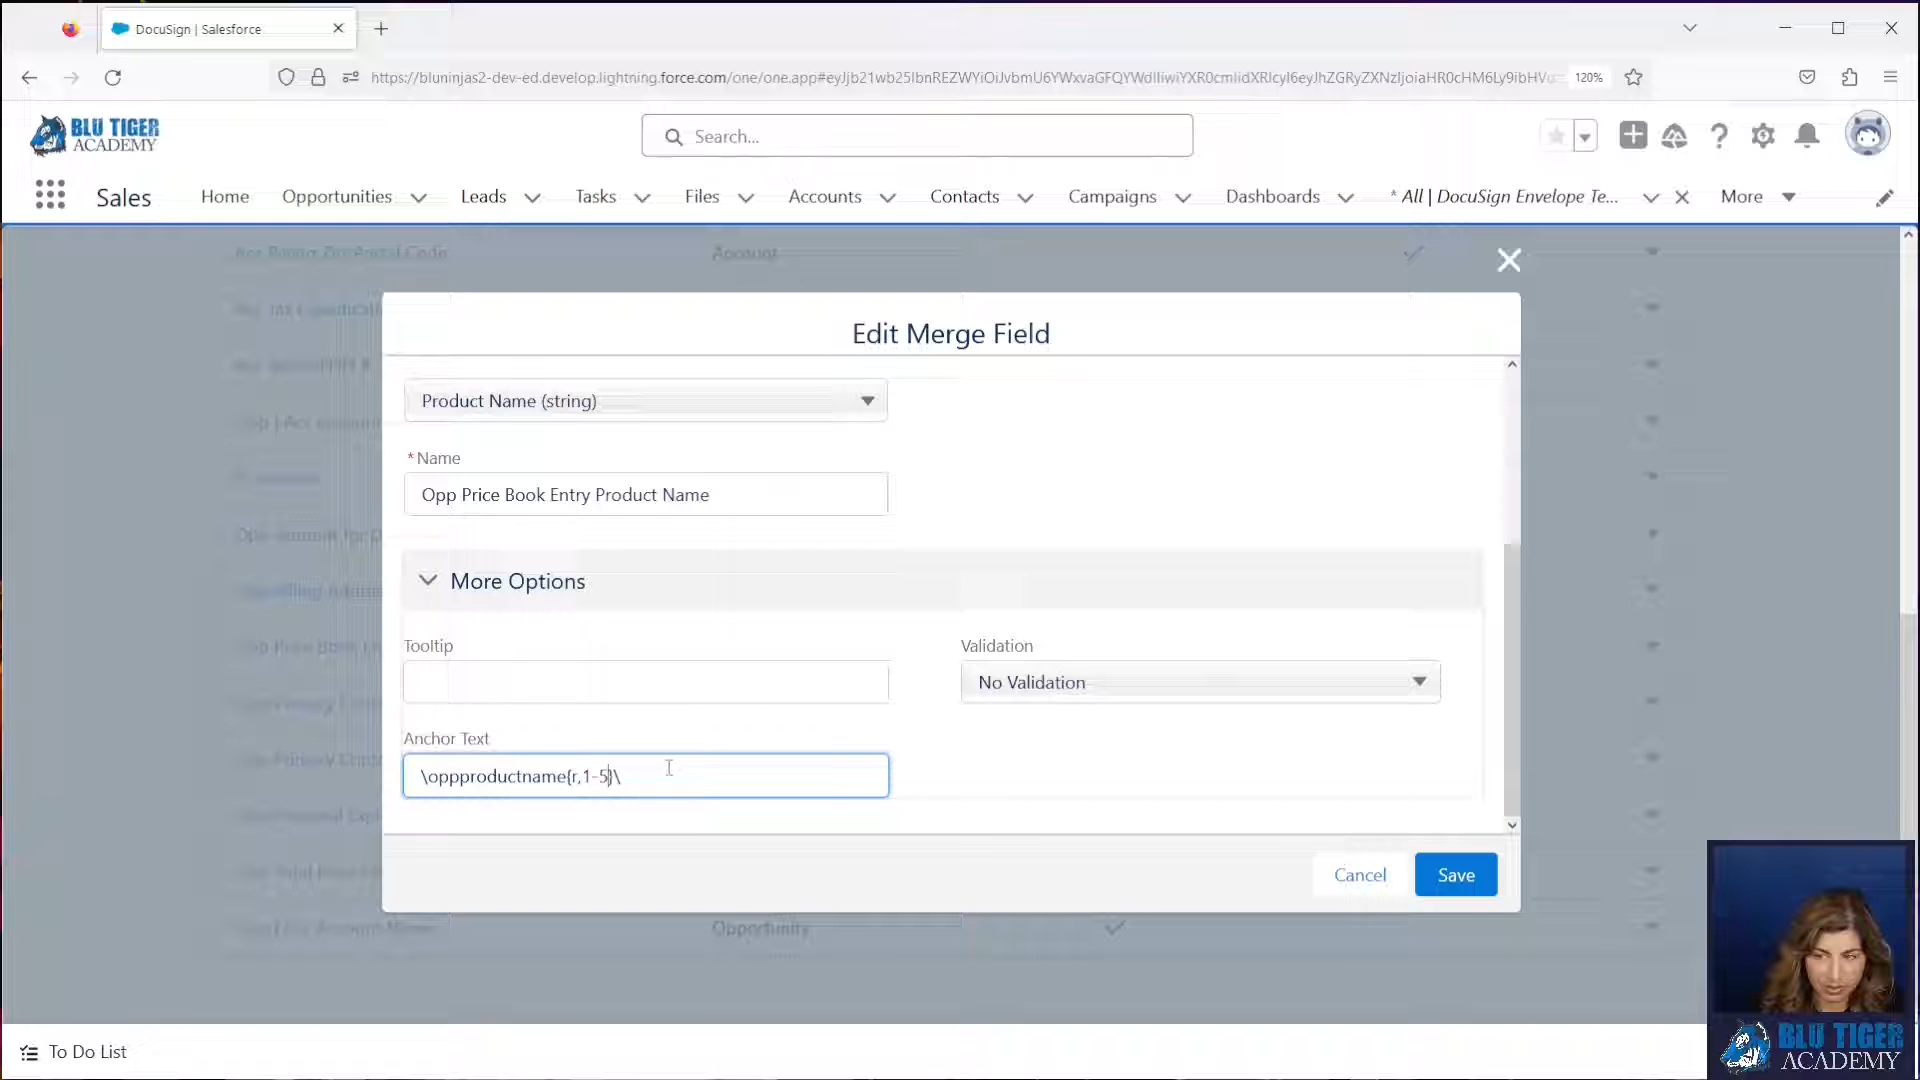 DocuSign | Salesforce
https://bluninjas2-dev-ed.develop.lightning.force.com/one/one.app#eyJjb21wb25lbnREZWYiOiJvbmU6YWxvaGFQYWdlIiwiYXR0cmlidXRlcyI6eyJhZGRyZXNzIjoiaHR0cHM6Ly9ibHVu
120%
BLU TIGER
ACADEMY
Search...
Sales
Home
Opportunities
Leads
Tasks
Files
Accounts
Contacts
Campaigns
Dashboards
* All | DocuSign Envelope Te...
More
Account
Edit Merge Field
Product Name (string)
*Name
Opp Price Book Entry Product Name
More Options
Tooltip
Validation
No Validation
Anchor Text
\oppproductname{r,1-5}\
Cancel
Save
Opportunity
To Do List
BLU TIGER
ACADEMY